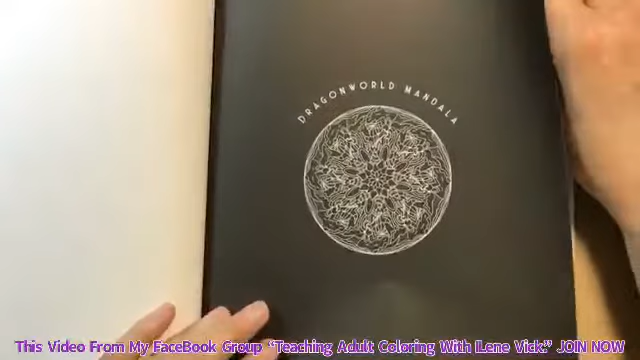 DRAGONWORLD MANDALA
This Video From My FaceBook Group "Teaching Adult Coloring With ILene Vick." JOIN NOW